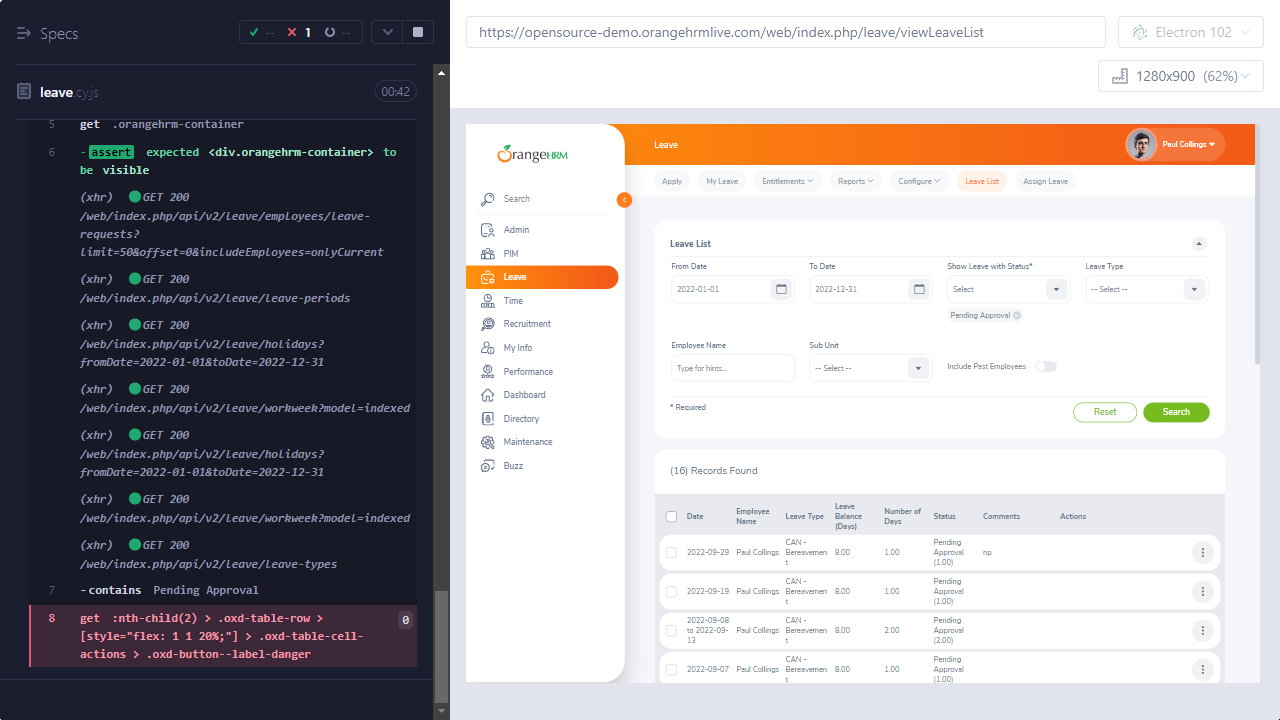 Specs
--
1
--
leave.cy.js
00:42
5 get .orangehrm-container
6 -assert expected <div.orangehrm-container> to
be visible
(xhr) GET 200
/web/index.php/api/v2/leave/employees/leave-
requests?
limit=50&offset=0&includeEmployees=onlyCurrent
(xhr) GET 200
/web/index.php/api/v2/leave/leave-periods
(xhr) GET 200
/web/index.php/api/v2/leave/holidays?
fromDate=2022-01-01&toDate=2022-12-31
(xhr) GET 200
/web/index.php/api/v2/leave/workweek?model=indexed
(xhr) GET 200
/web/index.php/api/v2/leave/holidays?
fromDate=2022-01-01&toDate=2022-12-31
(xhr) GET 200
/web/index.php/api/v2/leave/workweek?model=indexed
(xhr) GET 200
/web/index.php/api/v2/leave/leave-types
7 -contains Pending Approval
8 get :nth-child(2) > .oxd-table-row > 0
[style="flex: 1 1 20%;"] > .oxd-table-cell-
actions > .oxd-button--label-danger
https://opensource-demo.orangehrmlive.com/web/index.php/leave/viewLeaveList
Electron 102
1280x900 (62%)
OrangeHRM
Search
Admin
PIM
Leave
Time
Recruitment
My Info
Performance
Dashboard
Directory
Maintenance
Buzz
Leave
Paul Collings
Apply My Leave Entitlements Reports Configure Leave List Assign Leave
Leave List
From Date To Date Show Leave with Status* Leave Type
2022-01-01 2022-12-31 Select -- Select --
Pending Approval
Employee Name Sub Unit
Type for hints... -- Select -- Include Past Employees
* Required
Reset Search
(16) Records Found
Date Employee Name Leave Type Leave Balance (Days) Number of Days Status Comments Actions
2022-09-29 Paul Collings CAN - Bereavement 8.00 1.00 Pending Approval (1.00) np
2022-09-19 Paul Collings CAN - Bereavement 8.00 1.00 Pending Approval (1.00)
2022-09-08 to 2022-09-13 Paul Collings CAN - Bereavement 8.00 2.00 Pending Approval (2.00)
2022-09-07 Paul Collings CAN - Bereavement 8.00 1.00 Pending Approval (1.00)